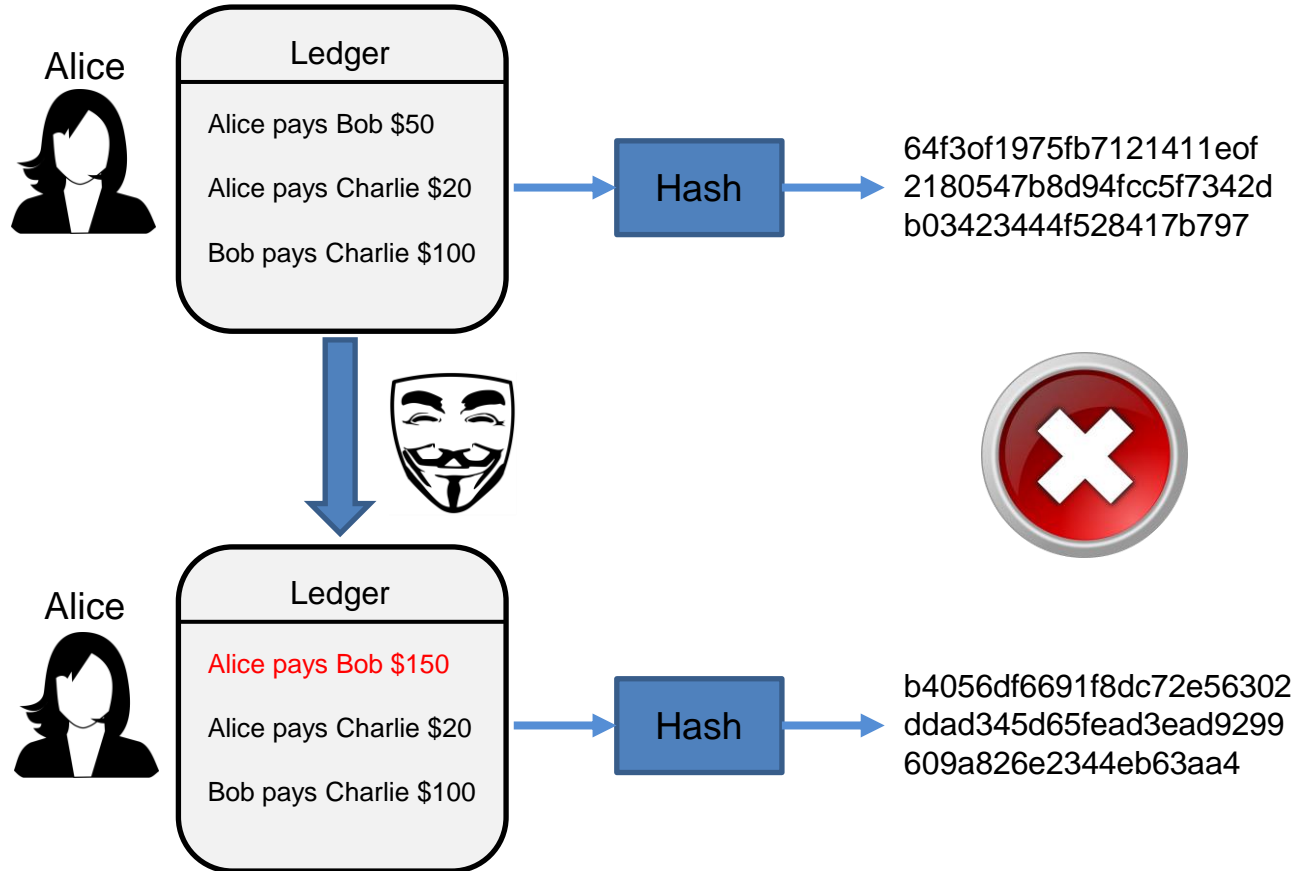 Alice
Ledger
Alice pays Bob $50
Alice pays Charlie $20
Bob pays Charlie $100
Hash
64f3of1975fb7121411eof
2180547b8d94fcc5f7342d
b03423444f528417b797
Alice
Ledger
Alice pays Bob $150
Alice pays Charlie $20
Bob pays Charlie $100
Hash
b4056df6691f8dc72e56302
ddad345d65fead3ead9299
609a826e2344eb63aa4